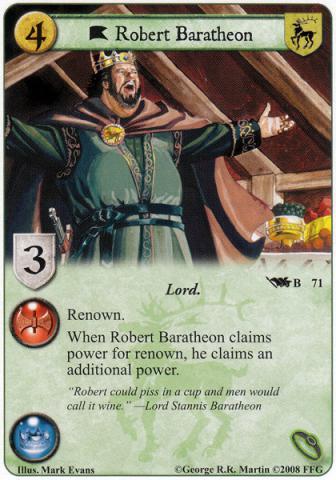 4
Robert Baratheon
3
Lord.
B 71
Renown.
When Robert Baratheon claims
power for renown, he claims an
additional power.
“Robert could piss in a cup and men would
call it wine.” —Lord Stannis Baratheon
Illus. Mark Evans
©George R.R. Martin ©2008 FFG